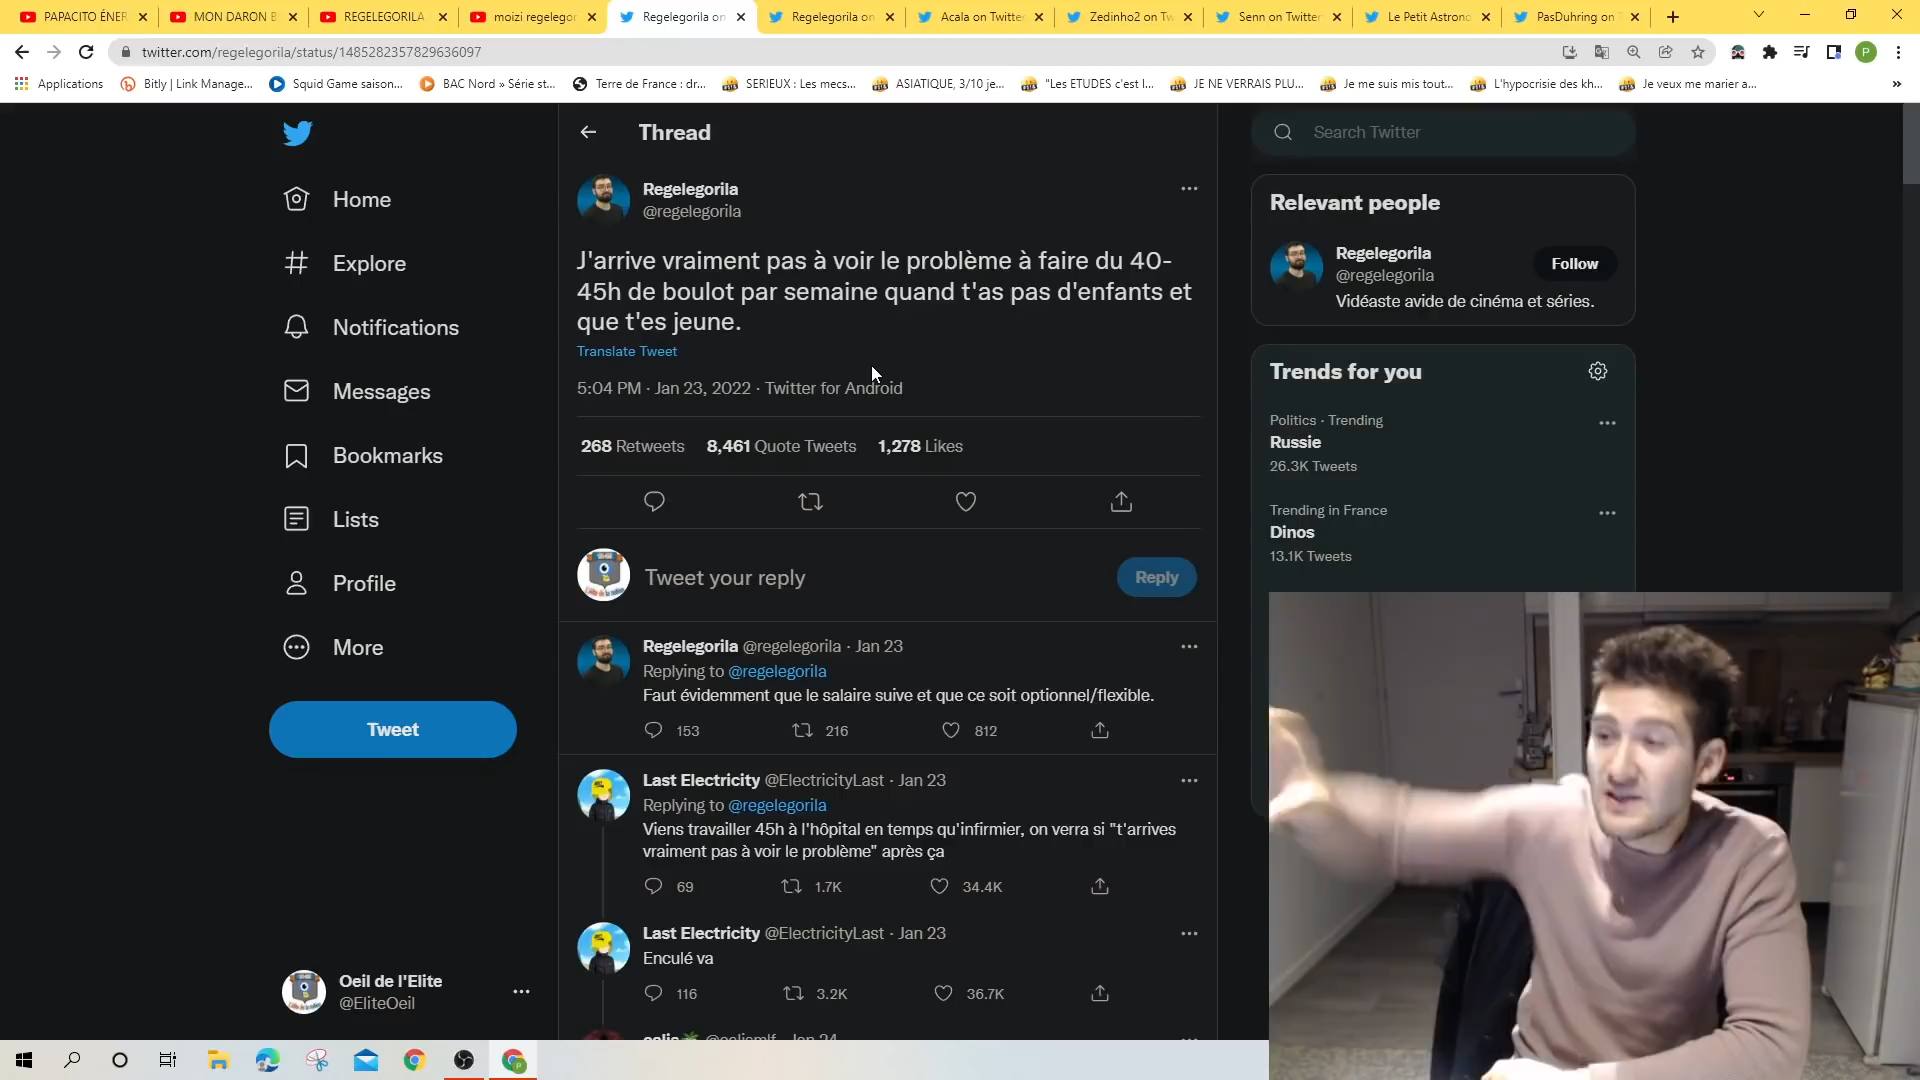 PAPACITO ÉNER
MON DARON B
REGELEGORILA
moizi regelegor
Regelegorila on
Regelegorila on
Acala on Twitter
Zedinho2 on Tw
Senn on Twitter
Le Petit Astrono
PasDuhring on T
twitter.com/regelegorila/status/1485282357829636097
P
Applications
Bitly | Link Manage...
Squid Game saison...
BAC Nord » Série st...
Terre de France : dr...
SERIEUX : Les mecs...
ASIATIQUE, 3/10 je...
"Les ETUDES c'est l...
JE NE VERRAIS PLU...
Je me suis mis tout...
L'hypocrisie des kh...
Je veux me marier a...
»
Home
Explore
Notifications
Messages
Bookmarks
Lists
Profile
More
Tweet
Oeil de l'Elite
@EliteOeil
Thread
Regelegorila
@regelegorila
J'arrive vraiment pas à voir le problème à faire du 40-
45h de boulot par semaine quand t'as pas d'enfants et
que t'es jeune.
Translate Tweet
5:04 PM · Jan 23, 2022 · Twitter for Android
268 Retweets 8,461 Quote Tweets 1,278 Likes
Tweet your reply
Reply
Regelegorila @regelegorila · Jan 23
Replying to @regelegorila
Faut évidemment que le salaire suive et que ce soit optionnel/flexible.
153 216 812
Last Electricity @ElectricityLast · Jan 23
Replying to @regelegorila
Viens travailler 45h à l'hôpital en temps qu'infirmier, on verra si "t'arrives
vraiment pas à voir le problème" après ça
69 1.7K 34.4K
Last Electricity @ElectricityLast · Jan 23
Enculé va
116 3.2K 36.7K
Search Twitter
Relevant people
Regelegorila
@regelegorila
Follow
Vidéaste avide de cinéma et séries.
Trends for you
Politics · Trending
Russie
26.3K Tweets
Trending in France
Dinos
13.1K Tweets